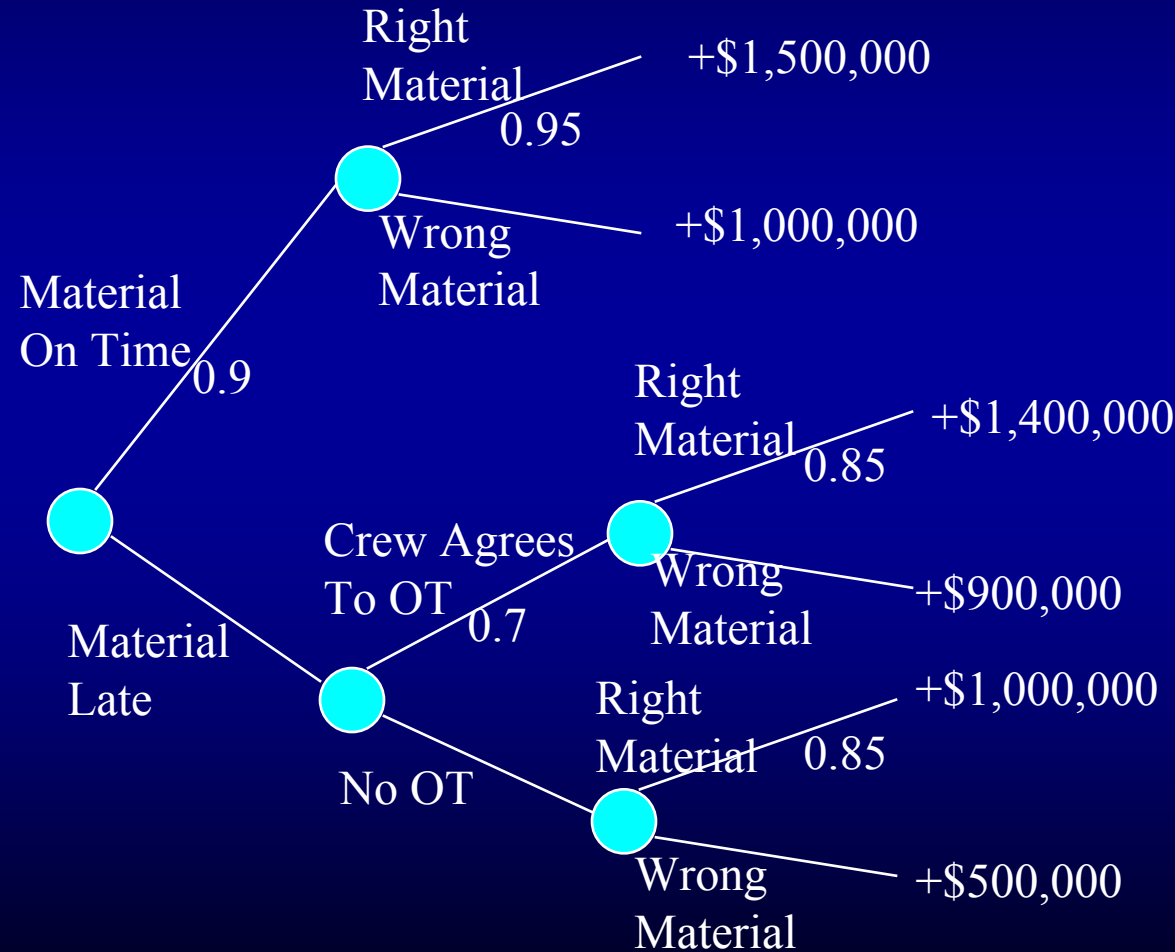 Right
Material
0.95
+$1,500,000
Wrong
Material
+$1,000,000
Material
On Time
0.9
Right
Material
0.85
+$1,400,000
Crew Agrees
To OT
0.7
Wrong
Material
+$900,000
Material
Late
Right
Material
0.85
+$1,000,000
No OT
Wrong
Material
+$500,000